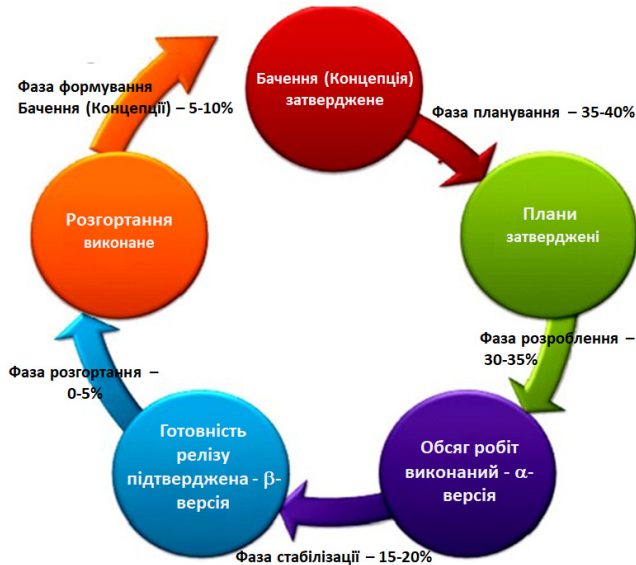 Бачення (Концепція)
затверджене
Фаза планування – 35-40%
Плани
затверджені
Фаза розроблення –
30-35%
Обсяг робіт
виконаний - α-
версія
Фаза стабілізації – 15-20%
Готовність
релізу
підтверджена - β-
версія
Фаза розгортання –
0-5%
Розгортання
виконане
Фаза формування
Бачення (Концепції) – 5-10%